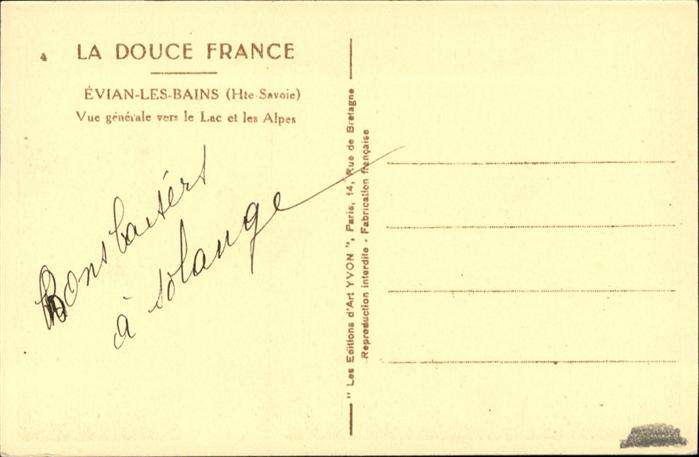 4 LA DOUCE FRANCE
ÉVIAN-LES-BAINS (Hte-Savoie)
Vue générale vers le Lac et les Alpes
Bons baisers
à Solange
" Les Editions d'Art YVON ", Paris, 14, Rue de Bretagne
Reproduction interdite - Fabrication française